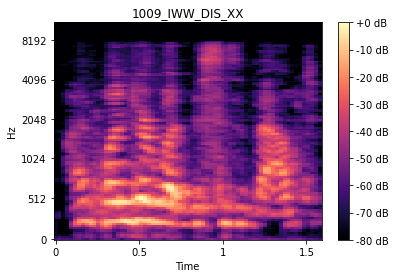 1009_IWW_DIS_XX
+0 dB
8192
-10 dB
4096
-20 dB
-30 dB
2048
-40 dB
Hz
1024
-50 dB
512
-60 dB
-70 dB
0
-80 dB
0
0.5
1
1.5
Time